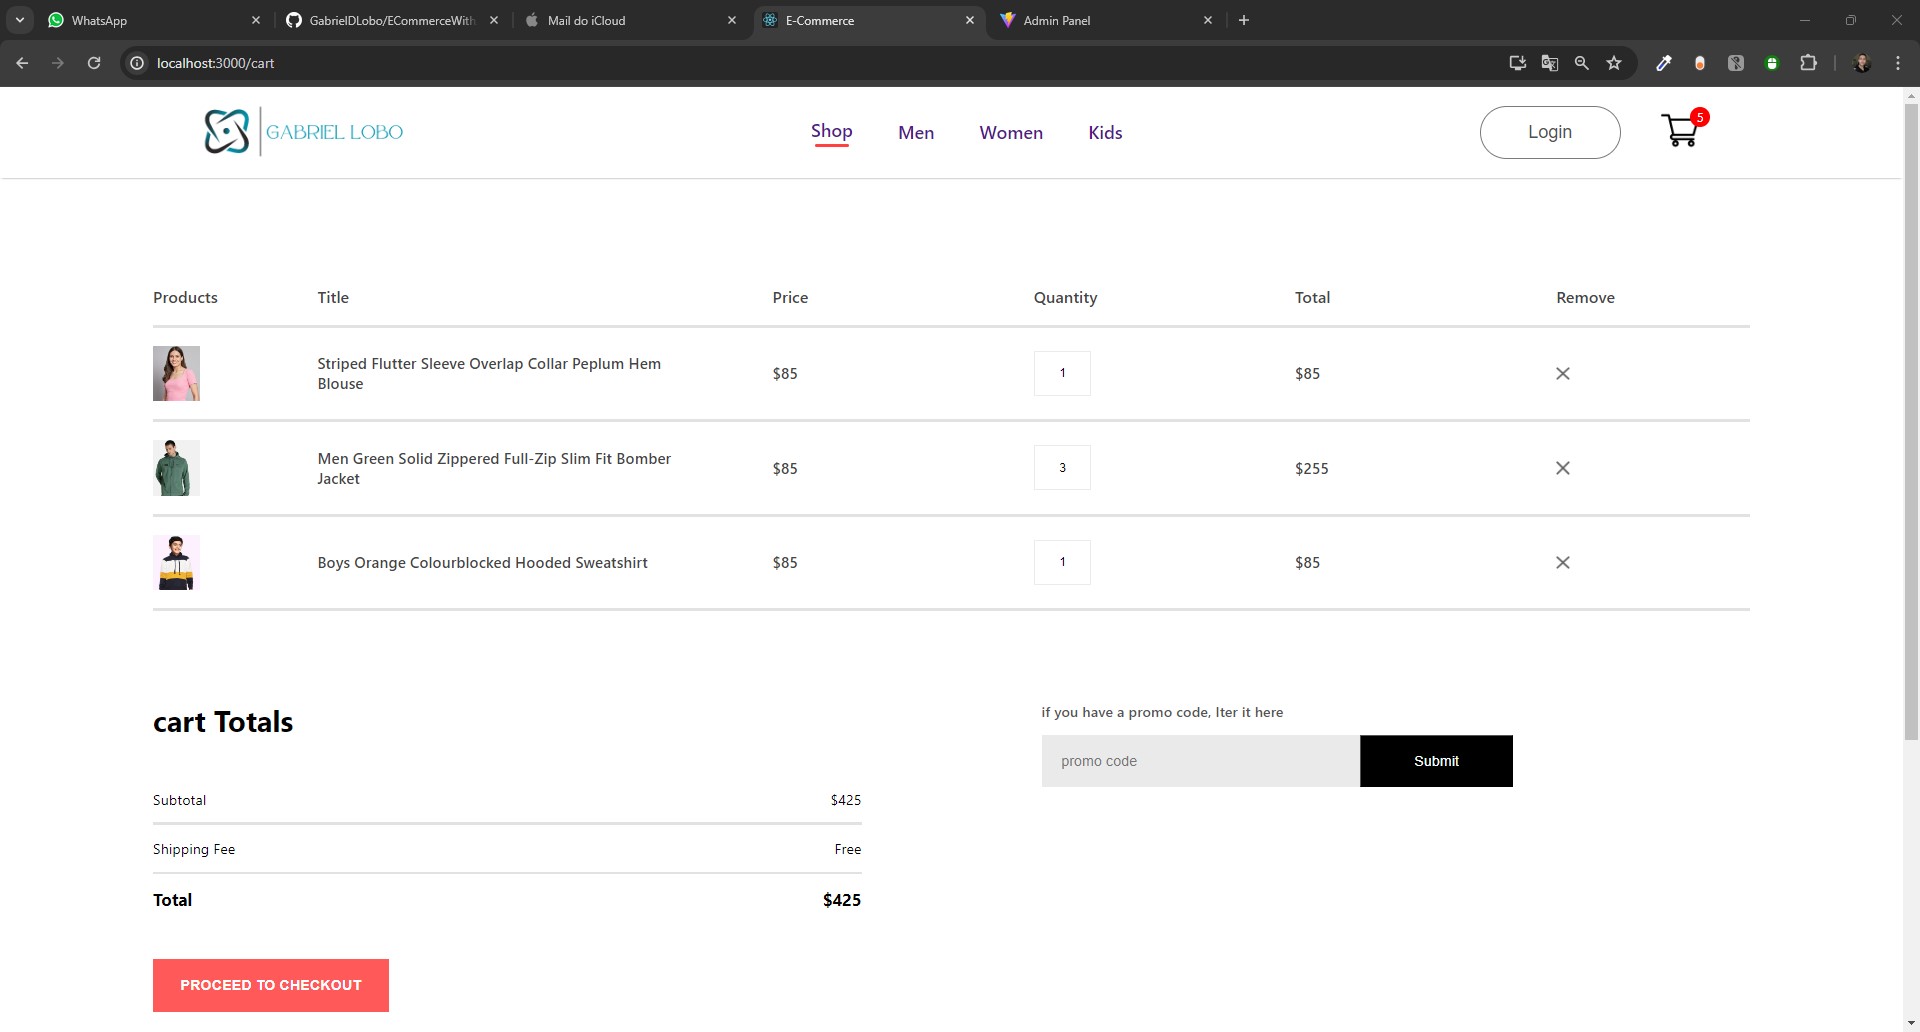 WhatsApp
GabrielDLobo/ECommerceWith
Mail do iCloud
E-Commerce
Admin Panel
localhost:3000/cart
GABRIEL LOBO
Shop
Men
Women
Kids
Login
5
Products Title Price Quantity Total Remove
Striped Flutter Sleeve Overlap Collar Peplum Hem
Blouse
$85
1
$85
Men Green Solid Zippered Full-Zip Slim Fit Bomber
Jacket
$85
3
$255
Boys Orange Colourblocked Hooded Sweatshirt
$85
1
$85
cart Totals
Subtotal $425
Shipping Fee Free
Total $425
PROCEED TO CHECKOUT
if you have a promo code, Iter it here
promo code
Submit